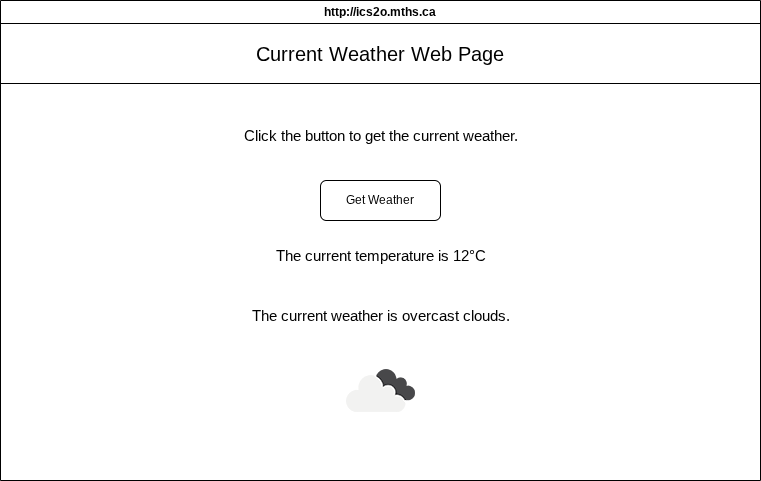 http://ics2o.mths.ca
Current Weather Web Page
Click the button to get the current weather.
Get Weather
The current temperature is 12°C
The current weather is overcast clouds.